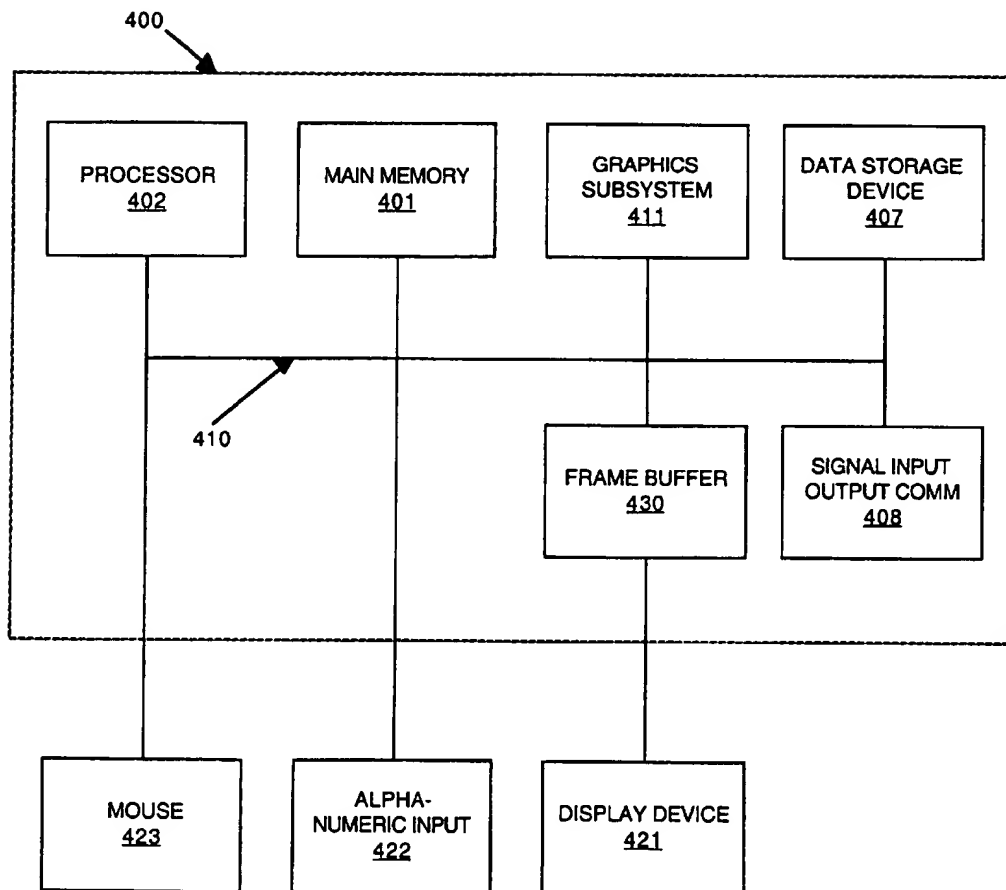 400
PROCESSOR
402
MAIN MEMORY
401
GRAPHICS
SUBSYSTEM
411
DATA STORAGE
DEVICE
407
410
FRAME BUFFER
430
SIGNAL INPUT
OUTPUT COMM
408
MOUSE
423
ALPHA-
NUMERIC INPUT
422
DISPLAY DEVICE
421